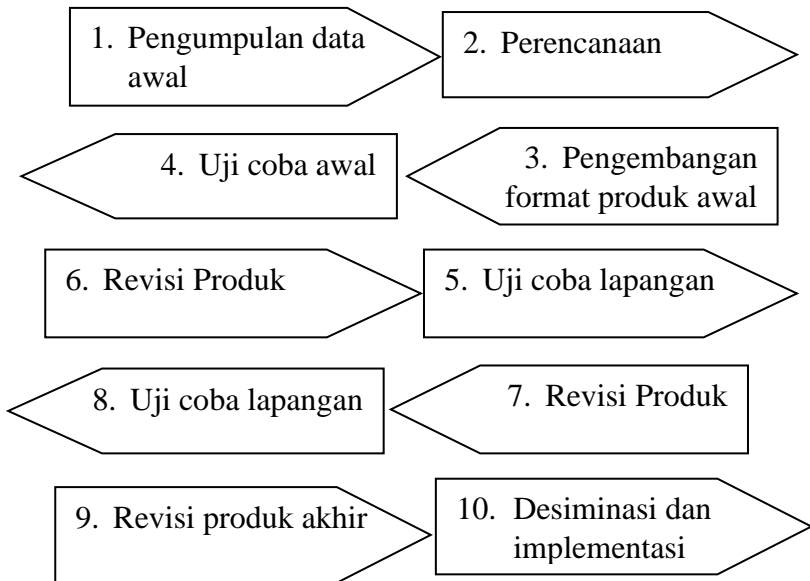 1. Pengumpulan data
awal
2. Perencanaan
4. Uji coba awal
3. Pengembangan
format produk awal
6. Revisi Produk
5. Uji coba lapangan
8. Uji coba lapangan
7. Revisi Produk
9. Revisi produk akhir
10. Desiminasi dan
implementasi